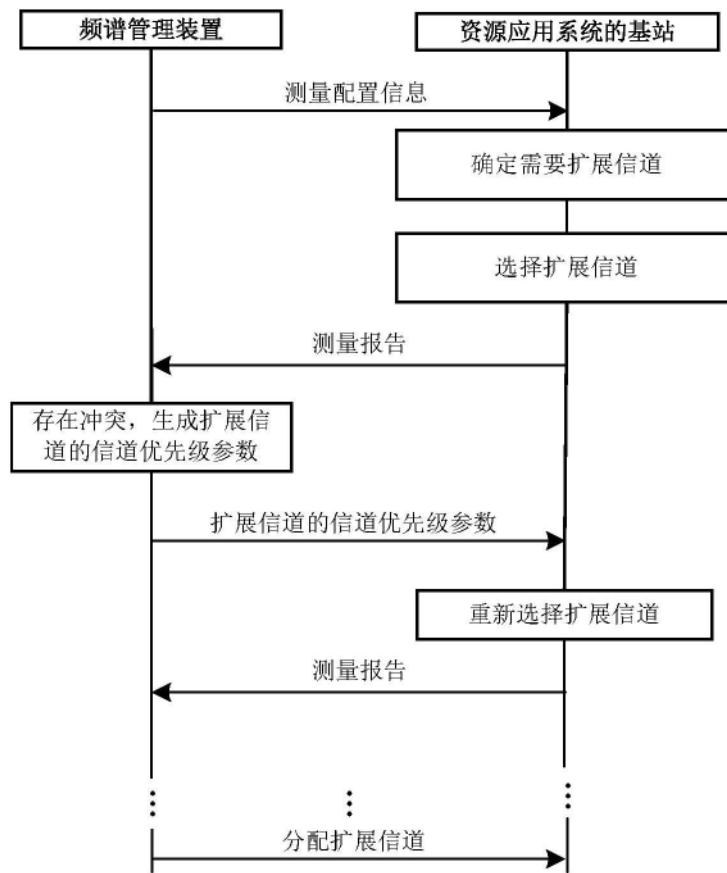 频谱管理装置
资源应用系统的基站
测量配置信息
确定需要扩展信道
选择扩展信道
测量报告
存在冲突，生成扩展信
道的信道优先级参数
扩展信道的信道优先级参数
重新选择扩展信道
测量报告
分配扩展信道